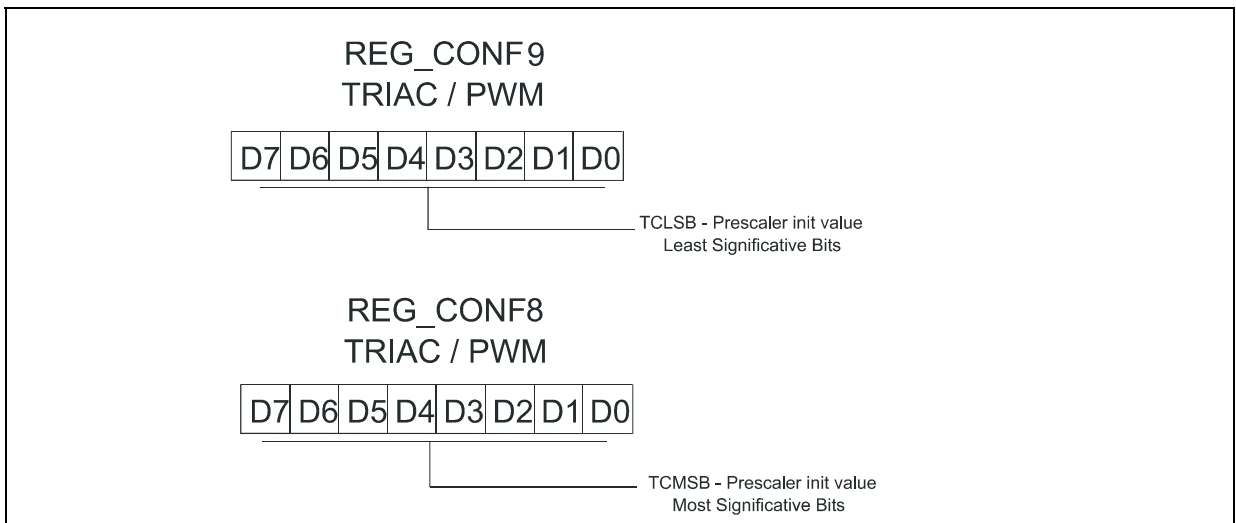 REG_CONF9
TRIAC / PWM
D7 D6 D5 D4 D3 D2 D1 D0
TCLSB - Prescaler init value
Least Significative Bits
REG_CONF8
TRIAC / PWM
D7 D6 D5 D4 D3 D2 D1 D0
TCMSB - Prescaler init value
Most Significative Bits